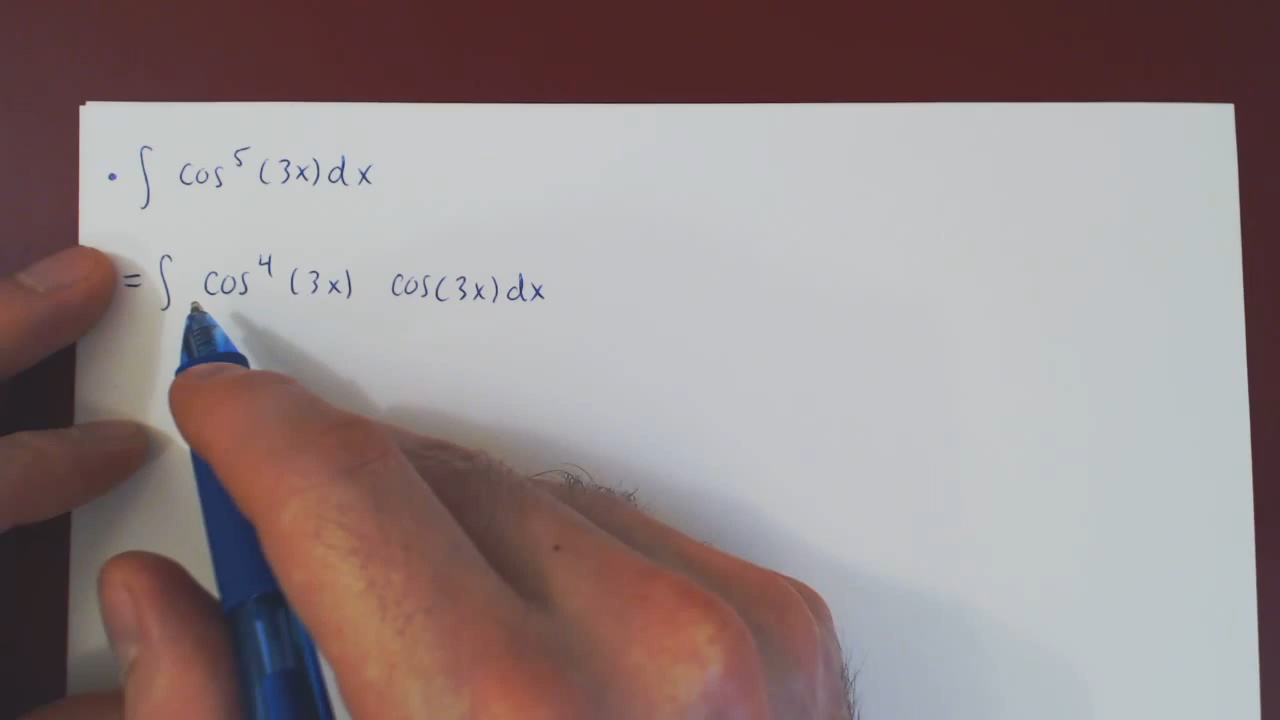 • ∫ cos⁵ (3x) dx
= ∫ cos⁴ (3x) cos(3x) dx